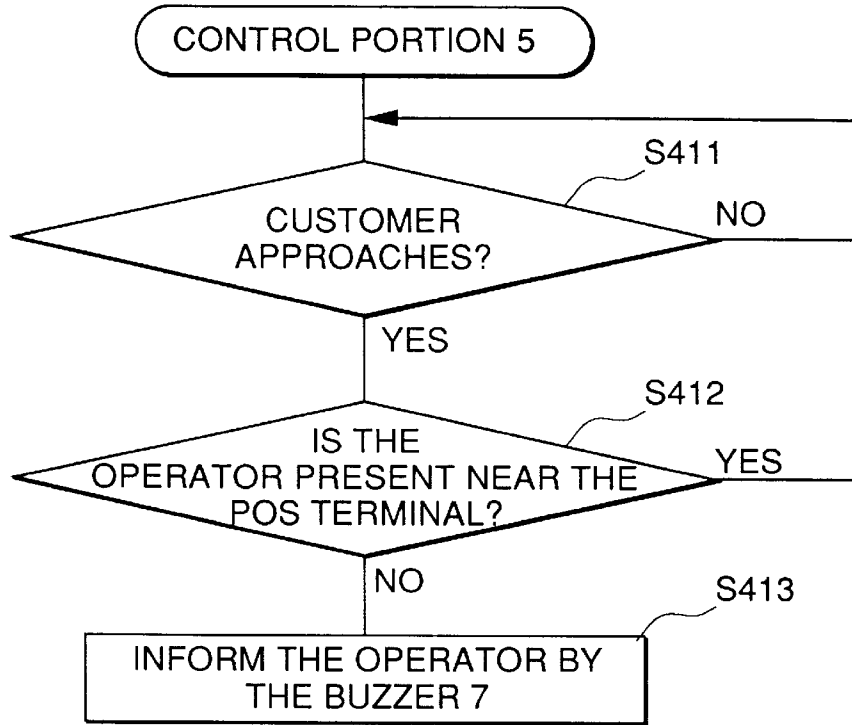 CONTROL PORTION 5
S411
CUSTOMER
APPROACHES?
NO
YES
S412
IS THE
OPERATOR PRESENT NEAR THE
POS TERMINAL?
YES
NO
S413
INFORM THE OPERATOR BY
THE BUZZER 7